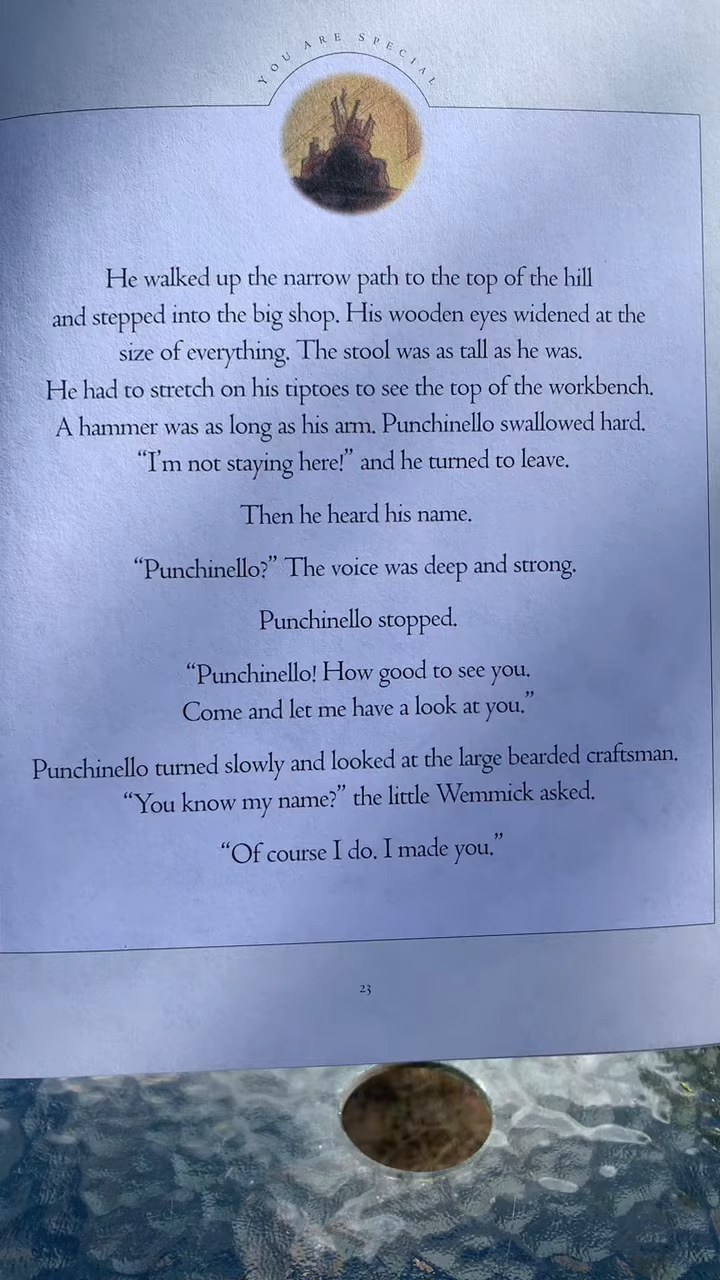 YOU ARE SPECIAL
He walked up the narrow path to the top of the hill
and stepped into the big shop. His wooden eyes widened at the
size of everything. The stool was as tall as he was.
He had to stretch on his tiptoes to see the top of the workbench.
A hammer was as long as his arm. Punchinello swallowed hard.
“I’m not staying here!” and he turned to leave.
Then he heard his name.
“Punchinello?” The voice was deep and strong.
Punchinello stopped.
“Punchinello! How good to see you.
Come and let me have a look at you.”
Punchinello turned slowly and looked at the large bearded craftsman.
“You know my name?” the little Wemmick asked.
“Of course I do. I made you.”
23